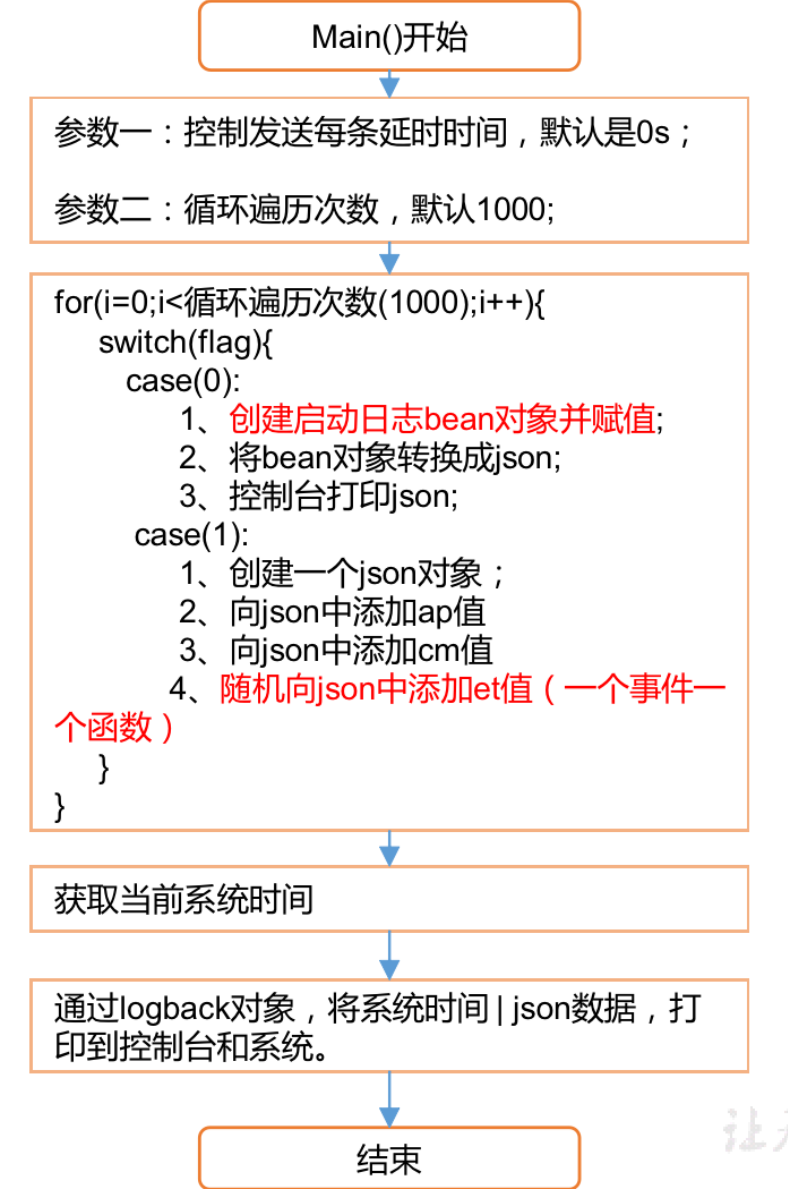 Main()开始
参数一：控制发送每条延时时间，默认是0s；
参数二：循环遍历次数，默认1000;
for(i=0;i<循环遍历次数(1000);i++){
switch(flag){
case(0):
1、创建启动日志bean对象并赋值;
2、将bean对象转换成json;
3、控制台打印json;
case(1):
1、创建一个json对象；
2、向json中添加ap值
3、向json中添加cm值
4、随机向json中添加et值（一个事件一
个函数）
}
}
获取当前系统时间
通过logback对象，将系统时间|json数据，打
印到控制台和系统。
结束
让